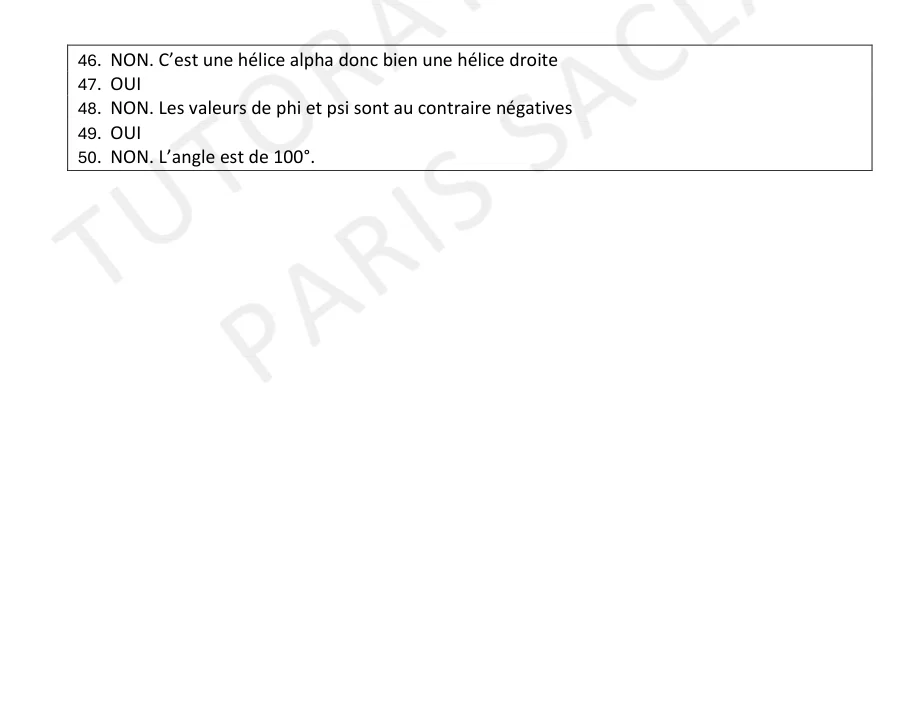 46. NON. C’est une hélice alpha donc bien une hélice droite
47. OUI
48. NON. Les valeurs de phi et psi sont au contraire négatives
49. OUI
50. NON. L’angle est de 100°.
TUTORAT
PARIS SACLA